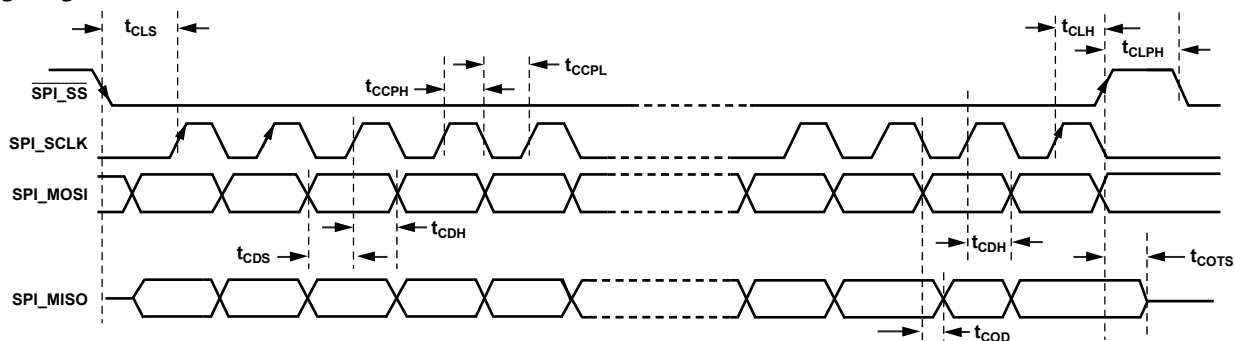 tCLS
tCLH
tCLPH
tCCPH
tCCPL
SPI_SS
SPI_SCLK
SPI_MOSI
tCDH
tCDS
tCDH
tCOTS
SPI_MISO
tCOD